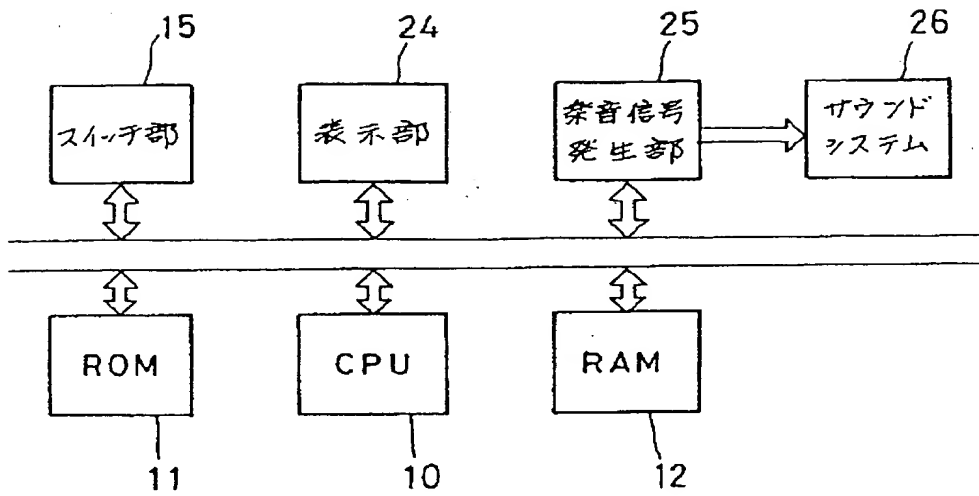 15
24
25
26
スイッチ部
表示部
楽音信号
発生部
サウンド
システム
ROM
CPU
RAM
11
10
12